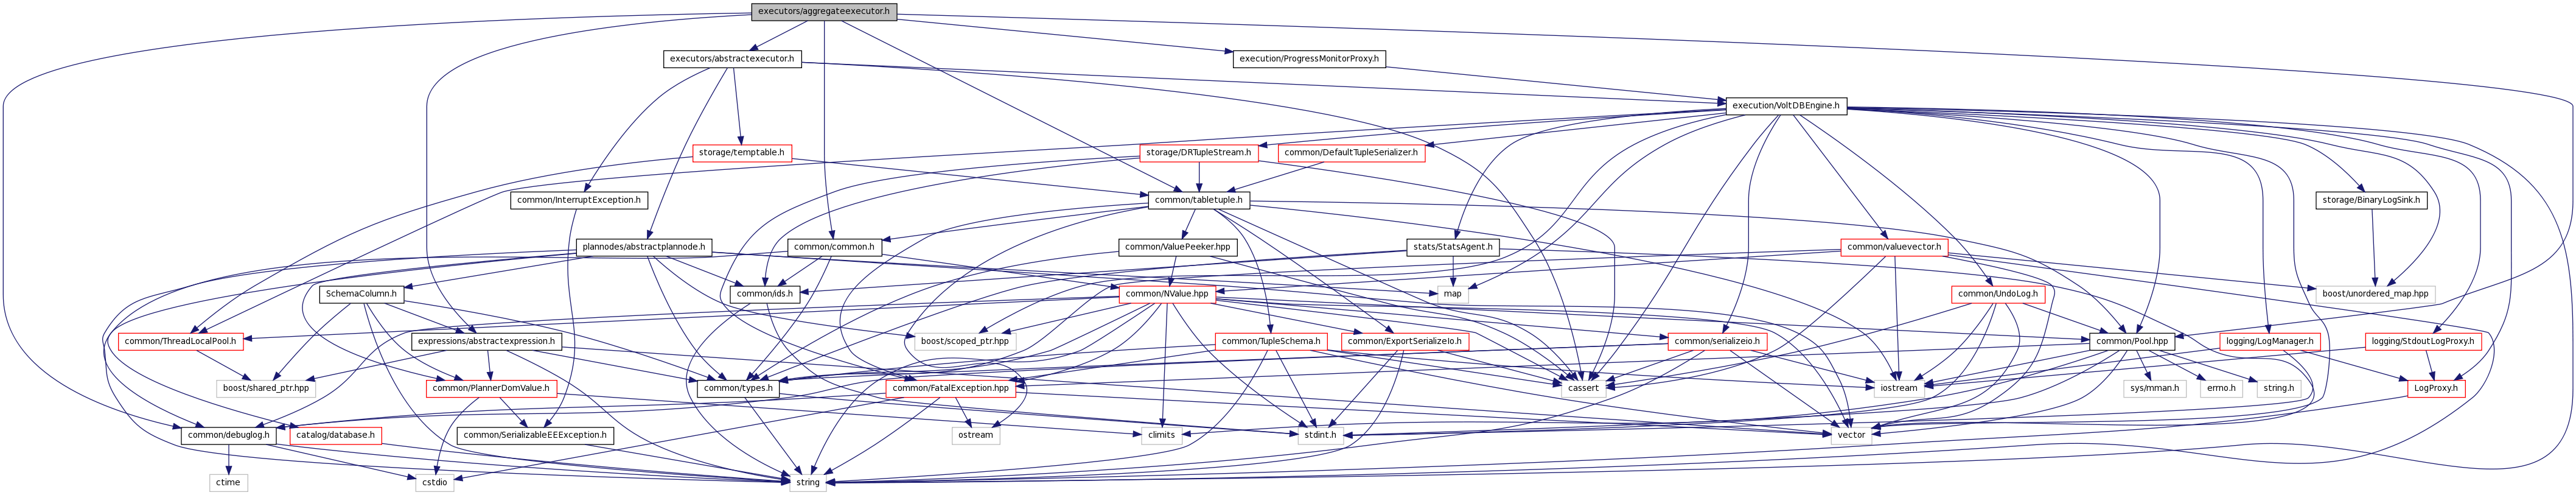 executors/aggregateexecutor.h
executors/abstractexecutor.h
execution/ProgressMonitorProxy.h
execution/VoltDBEngine.h
storage/temptable.h
storage/DRTupleStream.h
common/DefaultTupleSerializer.h
common/InterruptException.h
common/tabletuple.h
storage/BinaryLogSink.h
plannodes/abstractplannode.h
common/common.h
common/ValuePeeker.hpp
stats/StatsAgent.h
common/valuevector.h
SchemaColumn.h
common/ids.h
common/NValue.hpp
map
common/UndoLog.h
boost/unordered_map.hpp
common/ThreadLocalPool.h
expressions/abstractexpression.h
boost/scoped_ptr.hpp
common/TupleSchema.h
common/ExportSerializeIo.h
common/serializeio.h
common/Pool.hpp
logging/LogManager.h
logging/StdoutLogProxy.h
boost/shared_ptr.hpp
common/PlannerDomValue.h
common/types.h
common/FatalException.hpp
cassert
iostream
sys/mman.h
errno.h
string.h
LogProxy.h
common/debuglog.h
catalog/database.h
common/SerializableEEException.h
ostream
climits
stdint.h
vector
ctime
cstdio
string